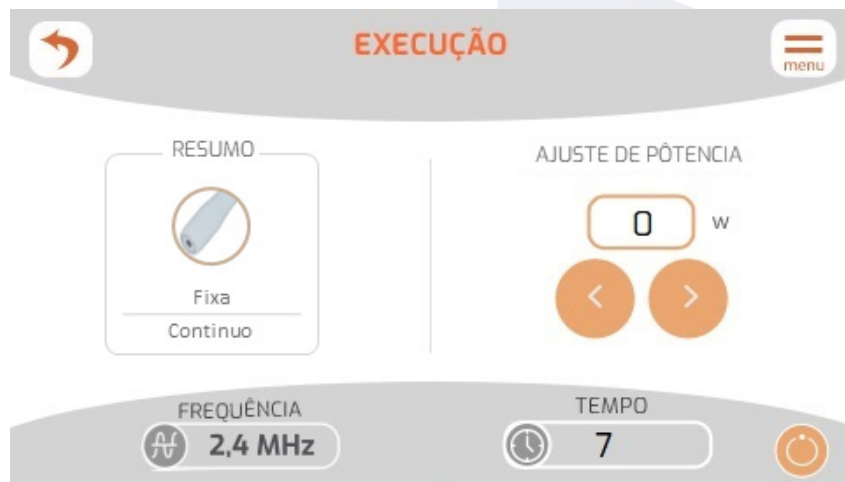 EXECUÇÃO
menu
RESUMO
Fixa
Continuo
AJUSTE DE PÔTENCIA
0 w
FREQUÊNCIA
2,4 MHz
TEMPO
7